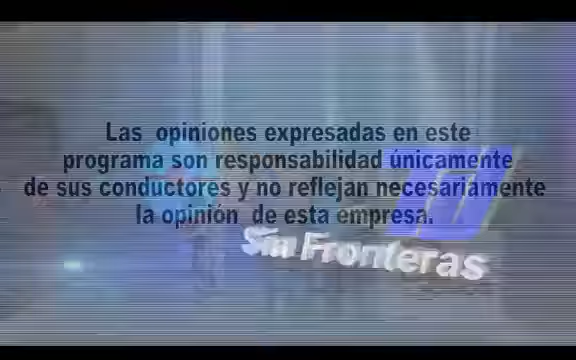 Las opiniones expresadas en este
programa son responsabilidad únicamente
de sus conductores y no reflejan necesariamente
la opinión de esta empresa.
Sin Fronteras